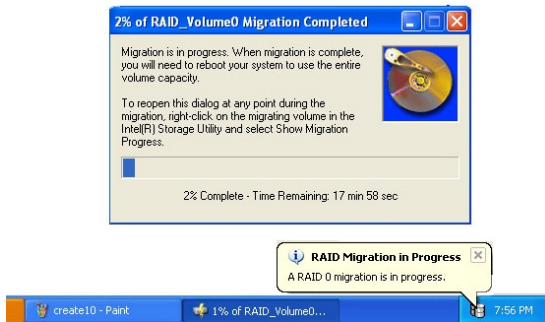 2% of RAID_Volume0 Migration Completed
Migration is in progress. When migration is complete,
you will need to reboot your system to use the entire
volume capacity.
To reopen this dialog at any point during the
migration, right-click on the migrating volume in the
Intel(R) Storage Utility and select Show Migration
Progress.
2% Complete - Time Remaining: 17 min 58 sec
RAID Migration in Progress
A RAID 0 migration is in progress.
create10 - Paint
1% of RAID_Volume0...
7:56 PM